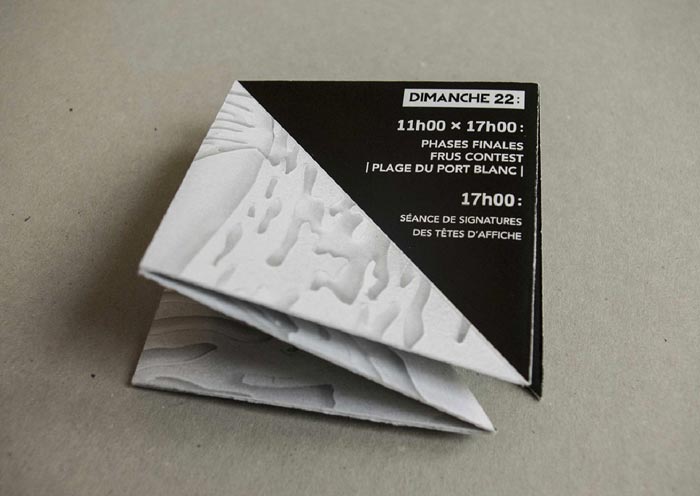 DIMANCHE 22 :
11h00 × 17h00 :
PHASES FINALES
FRUS CONTEST
| PLAGE DU PORT BLANC |
17h00 :
SÉANCE DE SIGNATURES
DES TÊTES D'AFFICHE